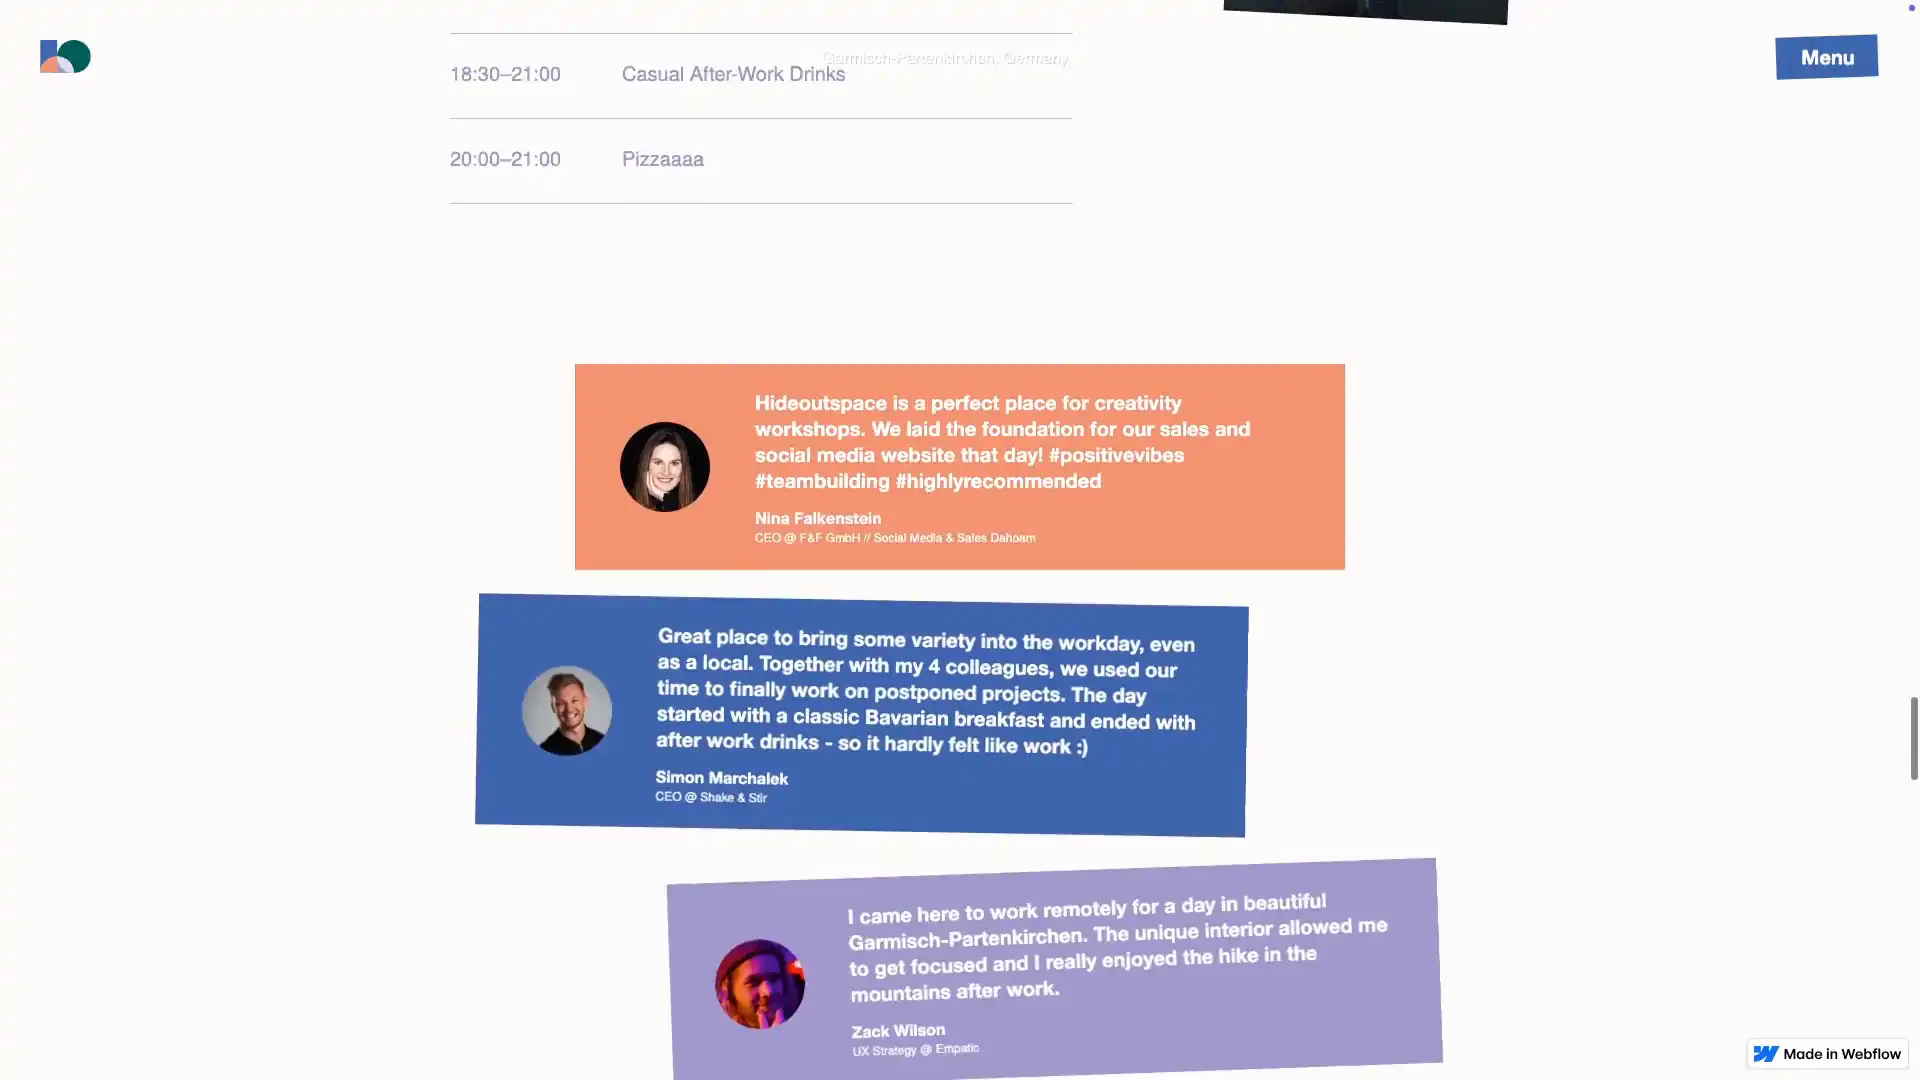 Garmisch-Partenkirchen, Germany
Menu
18:30–21:00 Casual After-Work Drinks
20:00–21:00 Pizzaaaa
Hideoutspace is a perfect place for creativity
workshops. We laid the foundation for our sales and
social media website that day! #positivevibes
#teambuilding #highlyrecommended
Nina Falkenstein
CEO @ F&F GmbH // Social Media & Sales Dahoam
Great place to bring some variety into the workday, even
as a local. Together with my 4 colleagues, we used our
time to finally work on postponed projects. The day
started with a classic Bavarian breakfast and ended with
after work drinks - so it hardly felt like work :)
Simon Marchalek
CEO @ Shake & Stir
I came here to work remotely for a day in beautiful
Garmisch-Partenkirchen. The unique interior allowed me
to get focused and I really enjoyed the hike in the
mountains after work.
Zack Wilson
UX Strategy @ Empatic
Made in Webflow